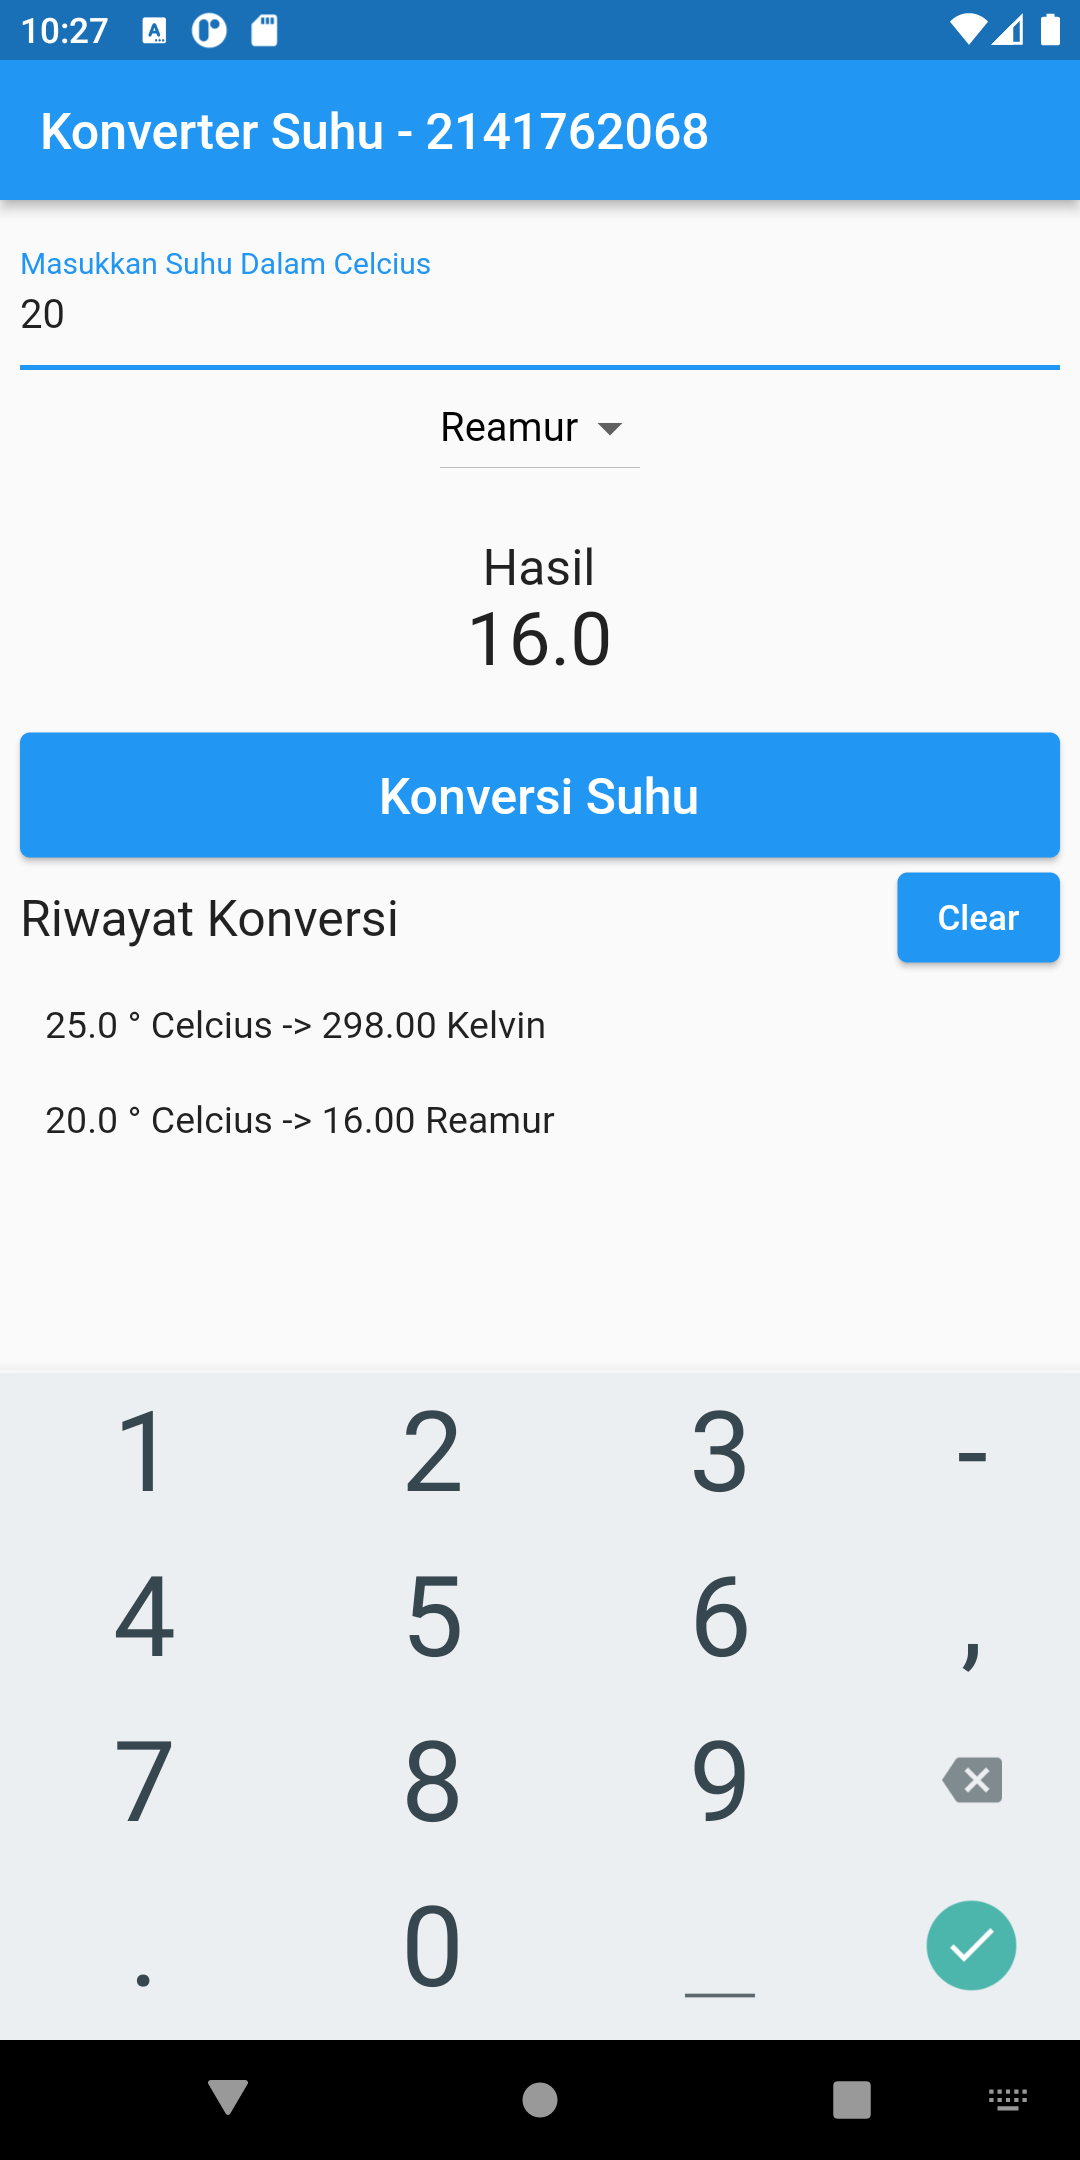 10:27
Konverter Suhu - 2141762068
Masukkan Suhu Dalam Celcius
20
Reamur
Hasil
16.0
Konversi Suhu
Riwayat Konversi
Clear
25.0 ° Celcius -> 298.00 Kelvin
20.0 ° Celcius -> 16.00 Reamur
1 2 3 -
4 5 6 ,
7 8 9
. 0 _